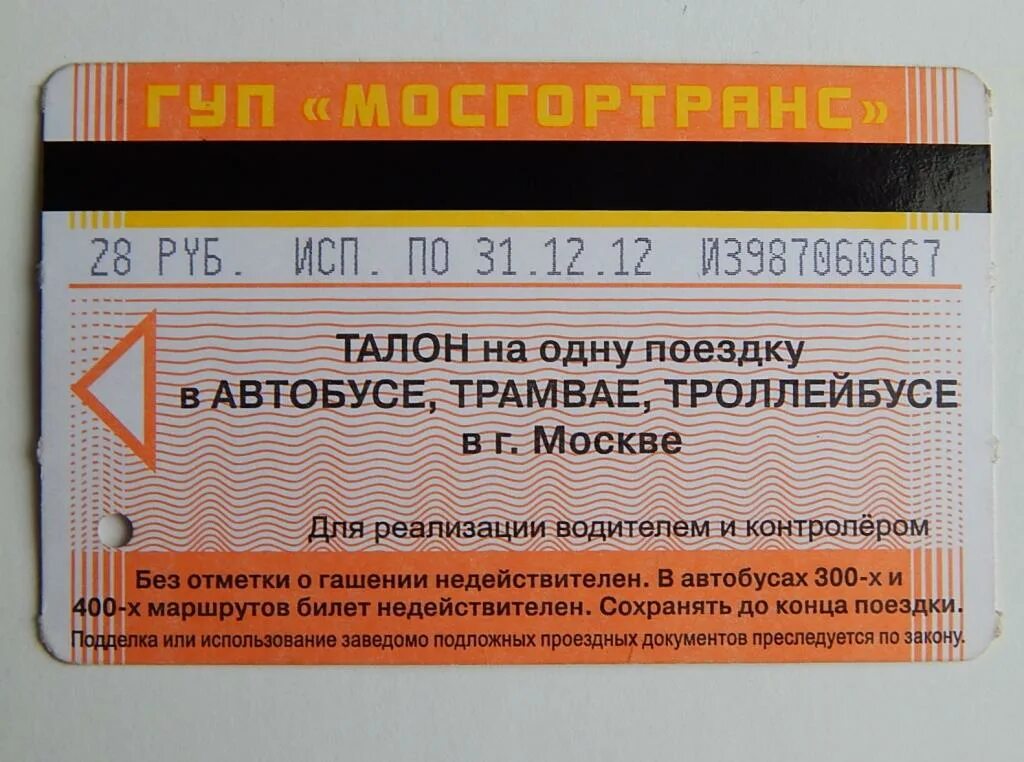 ГУП «МОСГОРТРАНС»
28 РУБ. ИСП. ПО 31.12.12 И3987060667
ТАЛОН на одну поездку
в АВТОБУСЕ, ТРАМВАЕ, ТРОЛЛЕЙБУСЕ
в г. Москве
Для реализации водителем и контролёром
Без отметки о гашении недействителен. В автобусах 300-х и
400-х маршрутов билет недействителен. Сохранять до конца поездки.
Подделка или использование заведомо подложных проездных документов преследуется по закону.